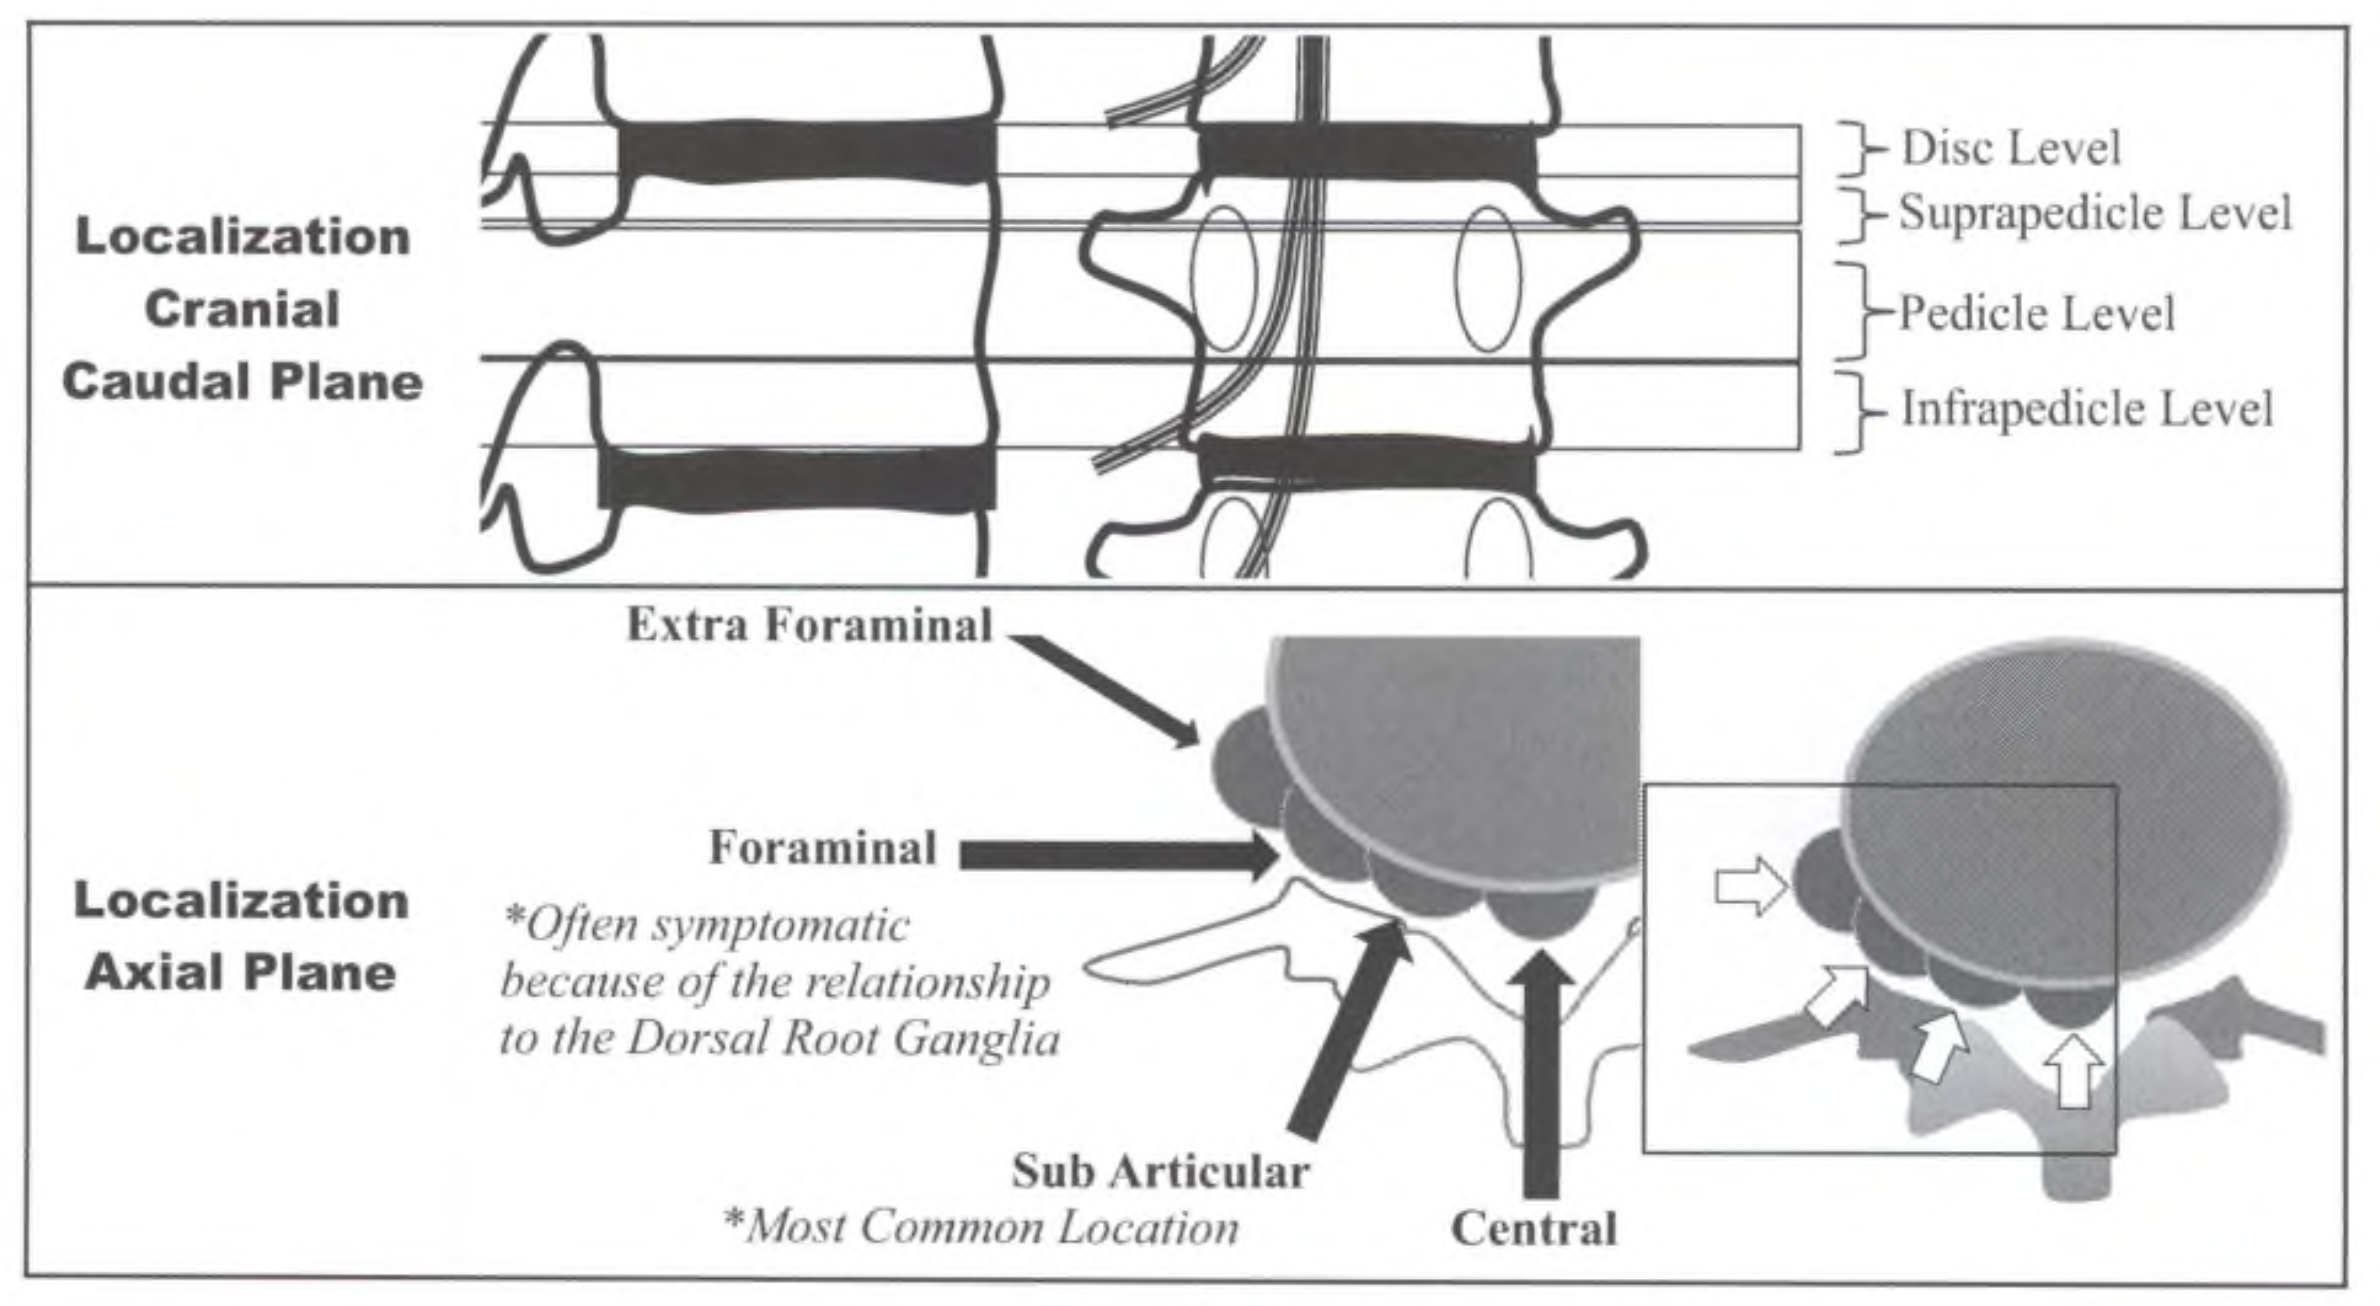 Localization
Cranial
Caudal Plane
Disc Level
Suprapedicle Level
Pedicle Level
Infrapedicle Level
Localization
Axial Plane
Extra Foraminal
Foraminal
*Often symptomatic
because of the relationship
to the Dorsal Root Ganglia
Sub Articular
*Most Common Location
Central